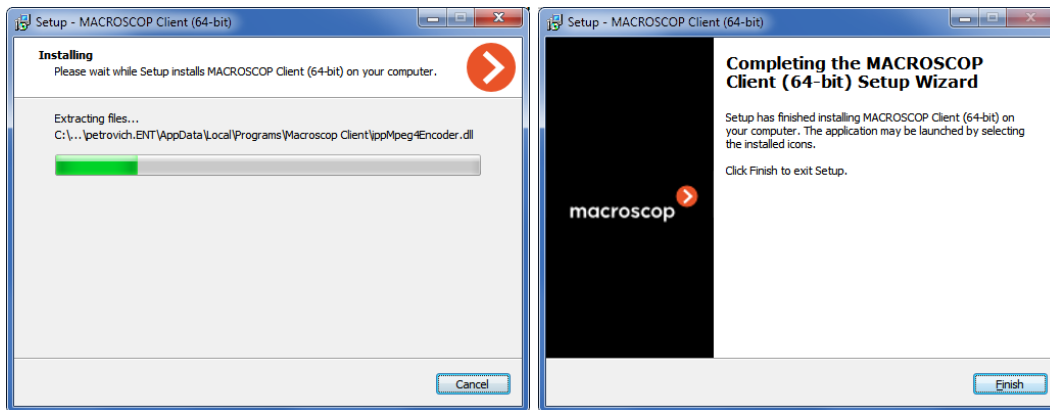 Setup - MACROSCOP Client (64-bit)
Installing
Please wait while Setup installs MACROSCOP Client (64-bit) on your computer.
Extracting files...
C:\...\petrovich.ENT\AppData\Local\Programs\Macroscop Client\ippMpeg4Encoder.dll
Cancel
Setup - MACROSCOP Client (64-bit)
macroscop
Completing the MACROSCOP
Client (64-bit) Setup Wizard
Setup has finished installing MACROSCOP Client (64-bit) on
your computer. The application may be launched by selecting
the installed icons.
Click Finish to exit Setup.
Finish